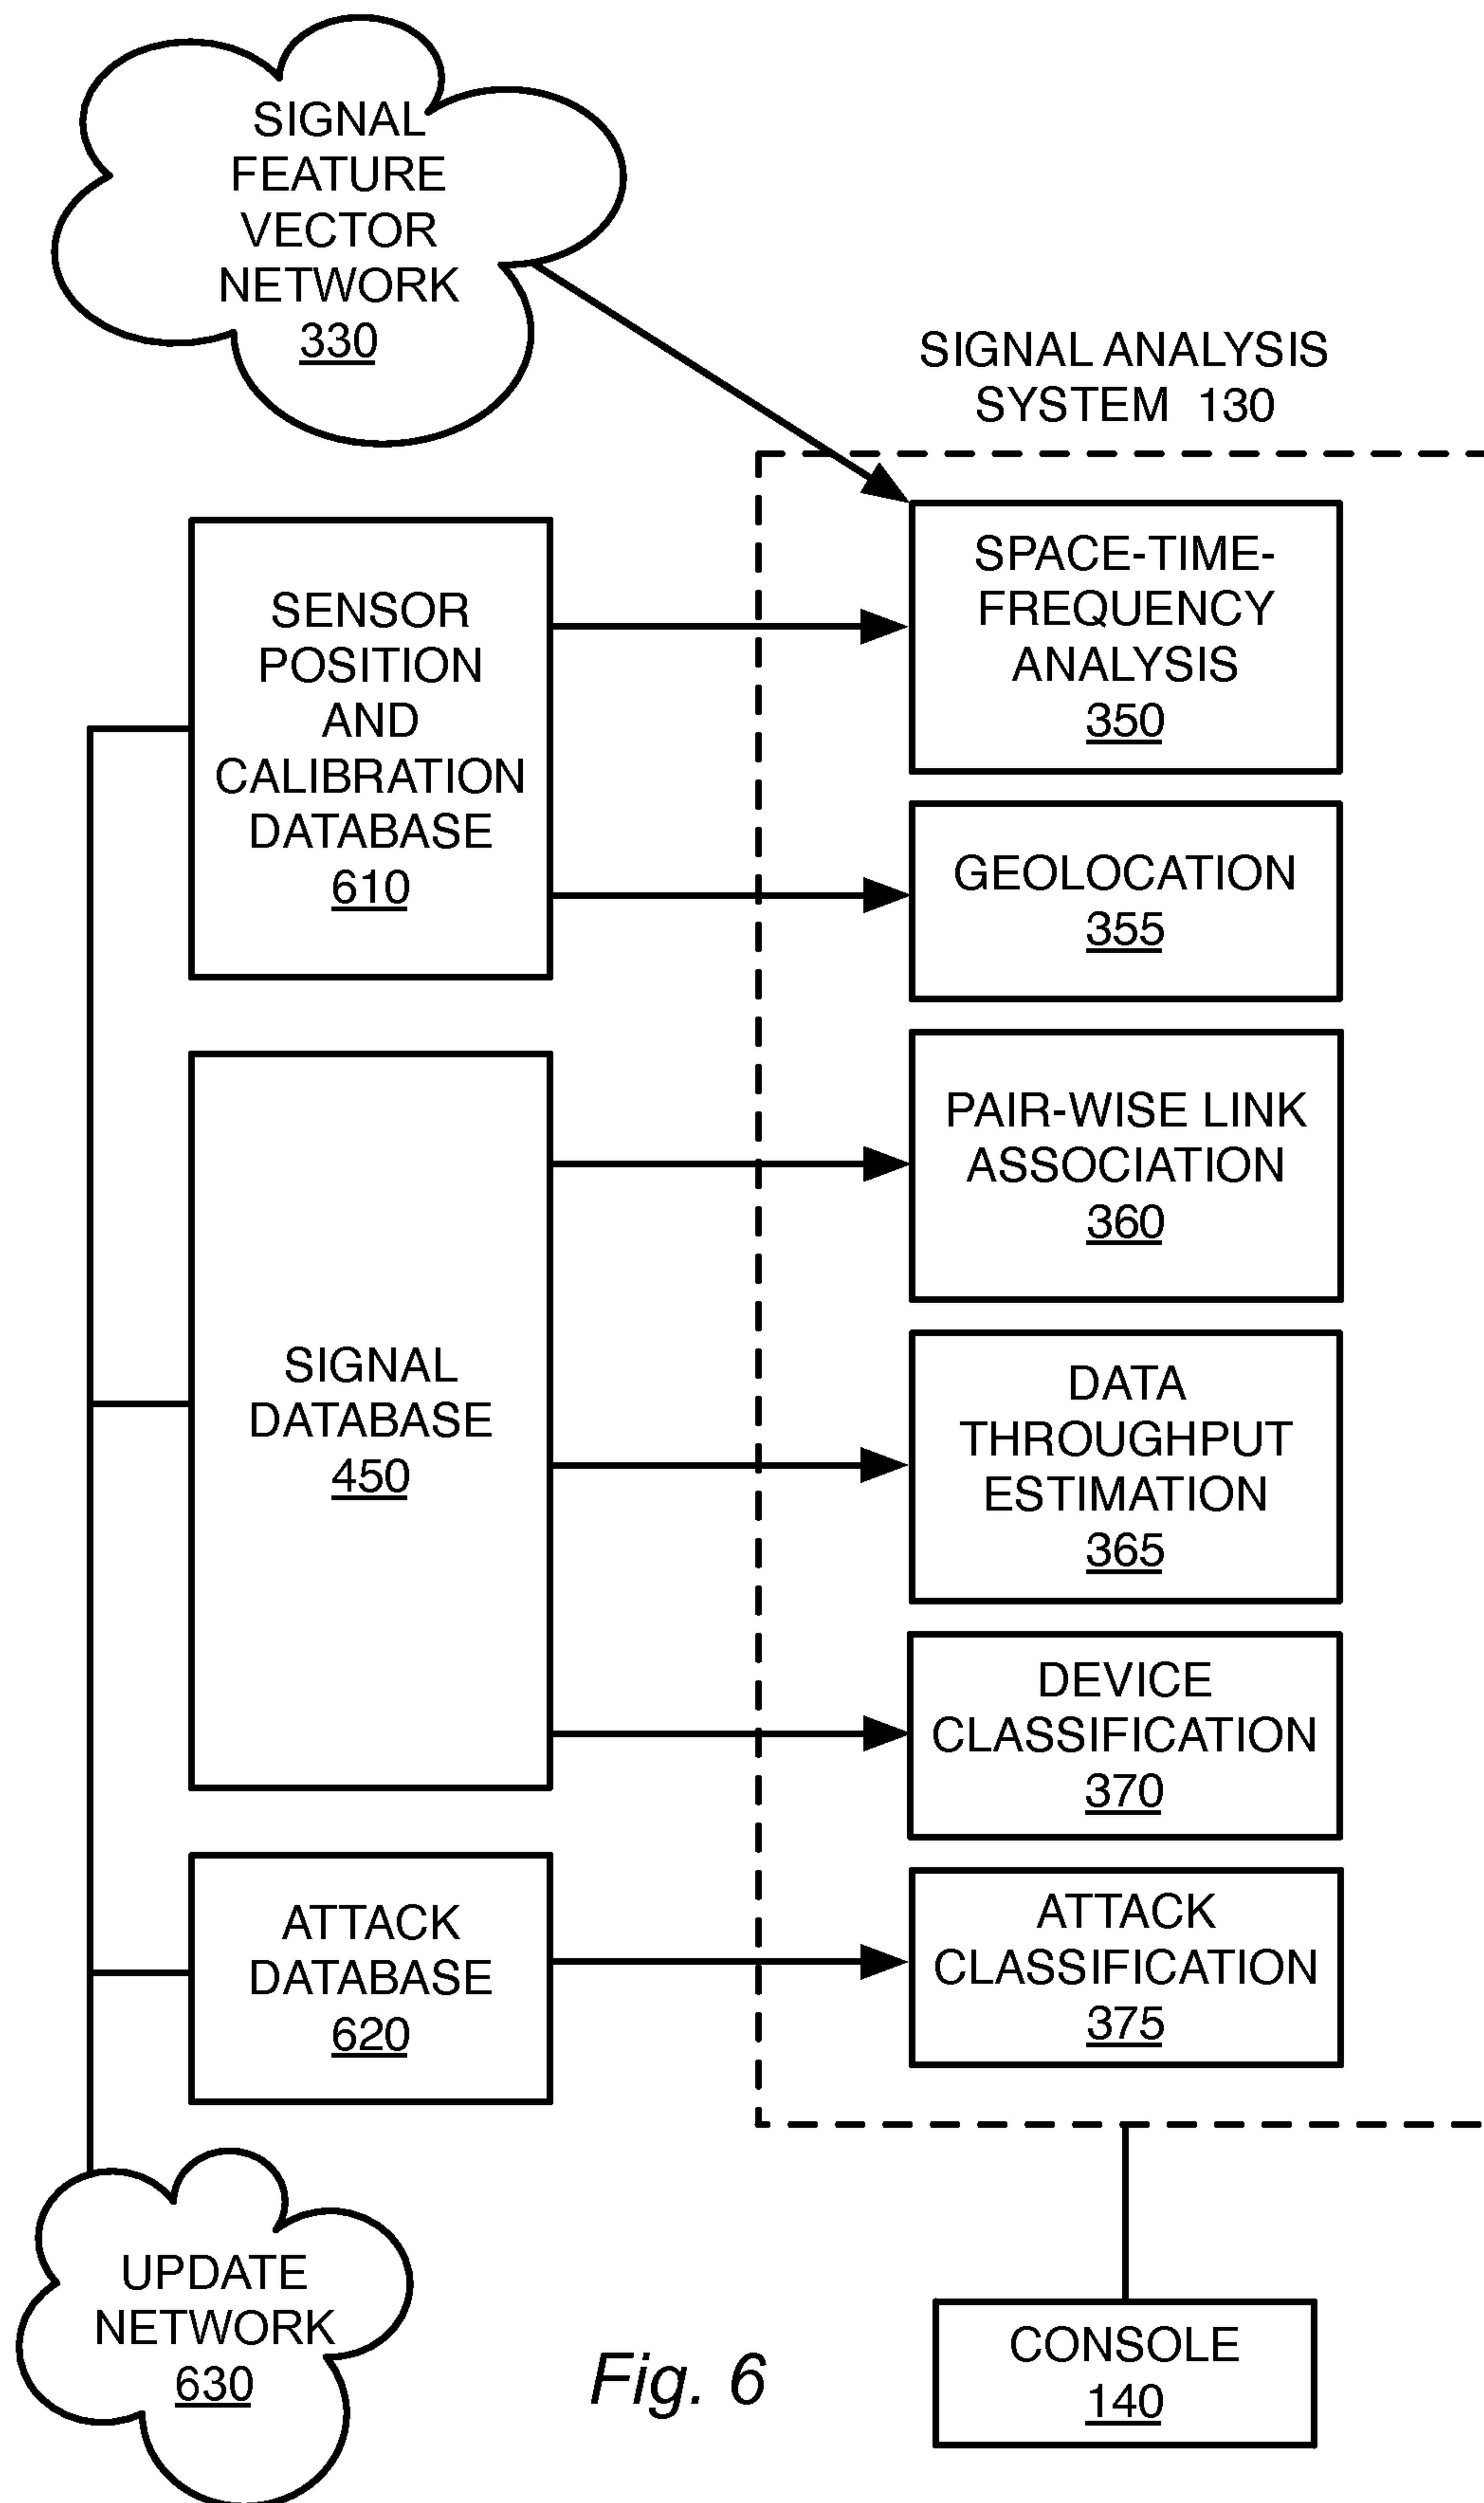 SIGNAL
FEATURE
VECTOR
NETWORK
330
SIGNAL ANALYSIS
SYSTEM 130
SENSOR
POSITION
AND
CALIBRATION
DATABASE
610
SPACE-TIME-
FREQUENCY
ANALYSIS
350
GEOLOCATION
355
SIGNAL
DATABASE
450
PAIR-WISE LINK
ASSOCIATION
360
DATA
THROUGHPUT
ESTIMATION
365
DEVICE
CLASSIFICATION
370
ATTACK
DATABASE
620
ATTACK
CLASSIFICATION
375
UPDATE
NETWORK
630
Fig. 6
CONSOLE
140